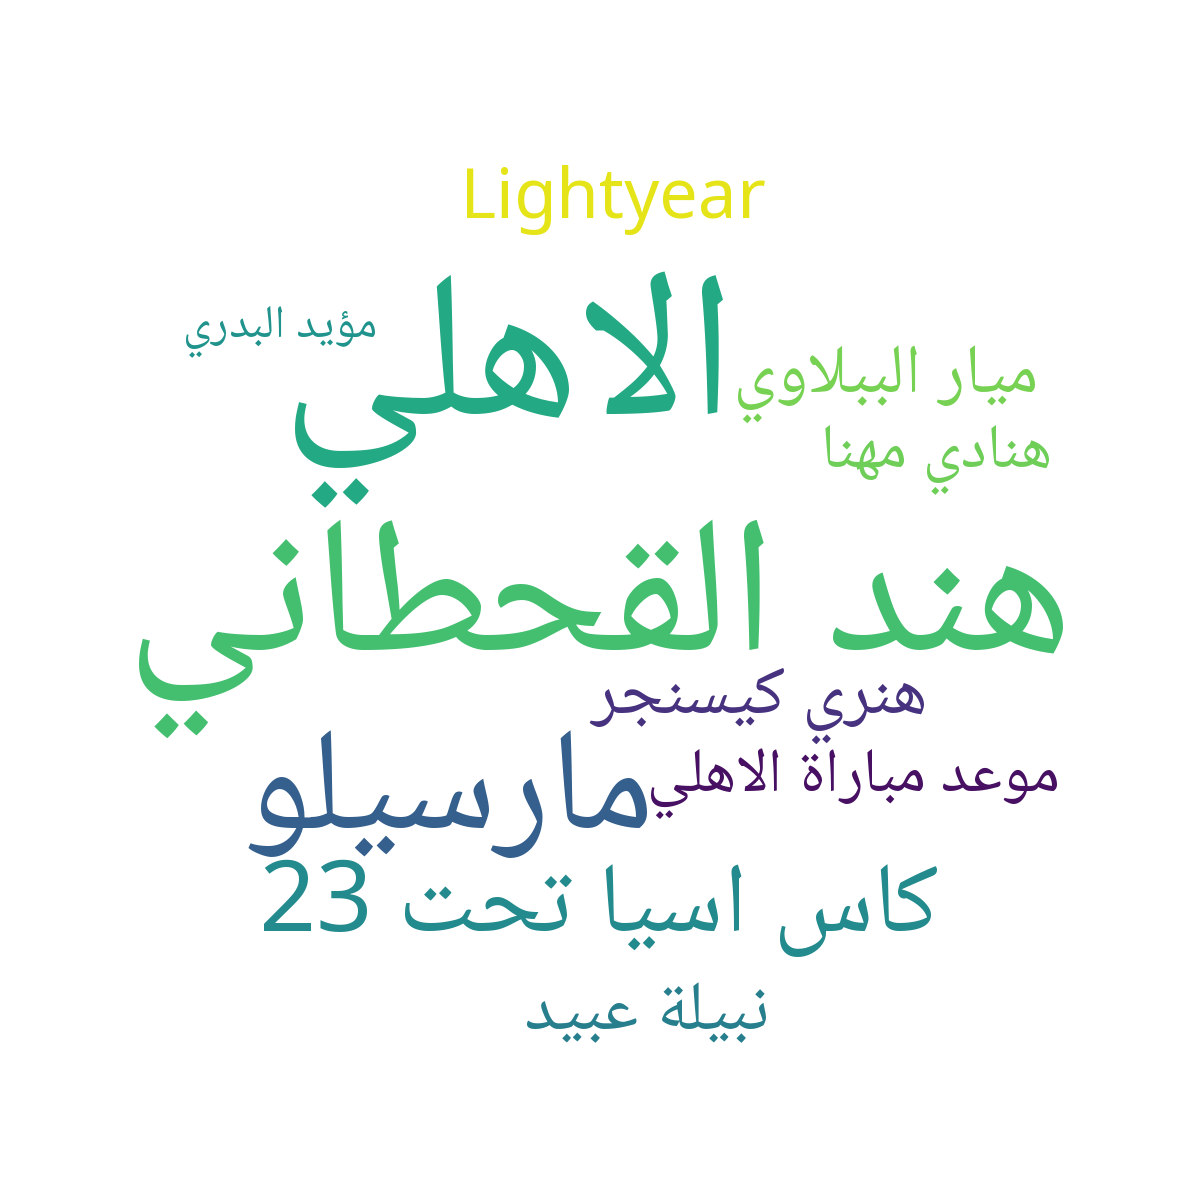 Lightyear
الاهلي
مؤيد البدري
ميار الببلاوي
هنادي مهنا
هند القحطاني
هنري كيسنجر
مارسيلو
موعد مباراة الاهلي
كاس اسيا تحت 23
نبيلة عبيد